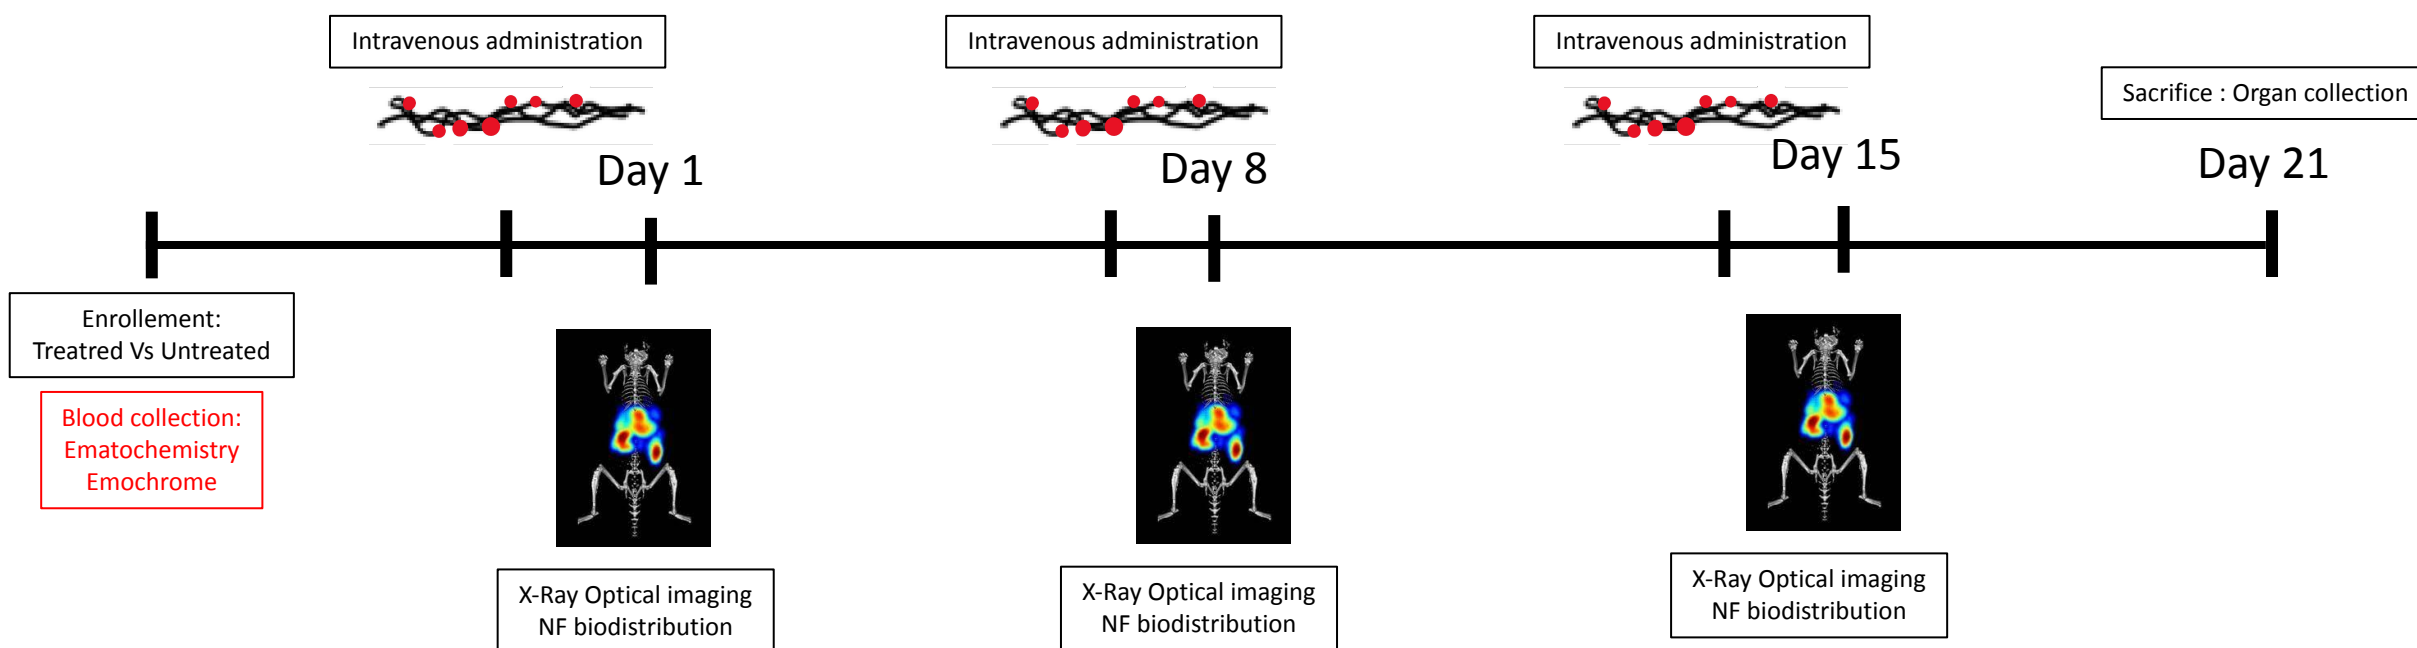 Intravenous administration
Intravenous administration
Intravenous administration
Sacrifice : Organ collection
Day 1
Day 8
Day 15
Day 21
Enrollement:
Treatred Vs Untreated
Blood collection:
Ematochemistry
Emochrome
X-Ray Optical imaging
NF biodistribution
X-Ray Optical imaging
NF biodistribution
X-Ray Optical imaging
NF biodistribution